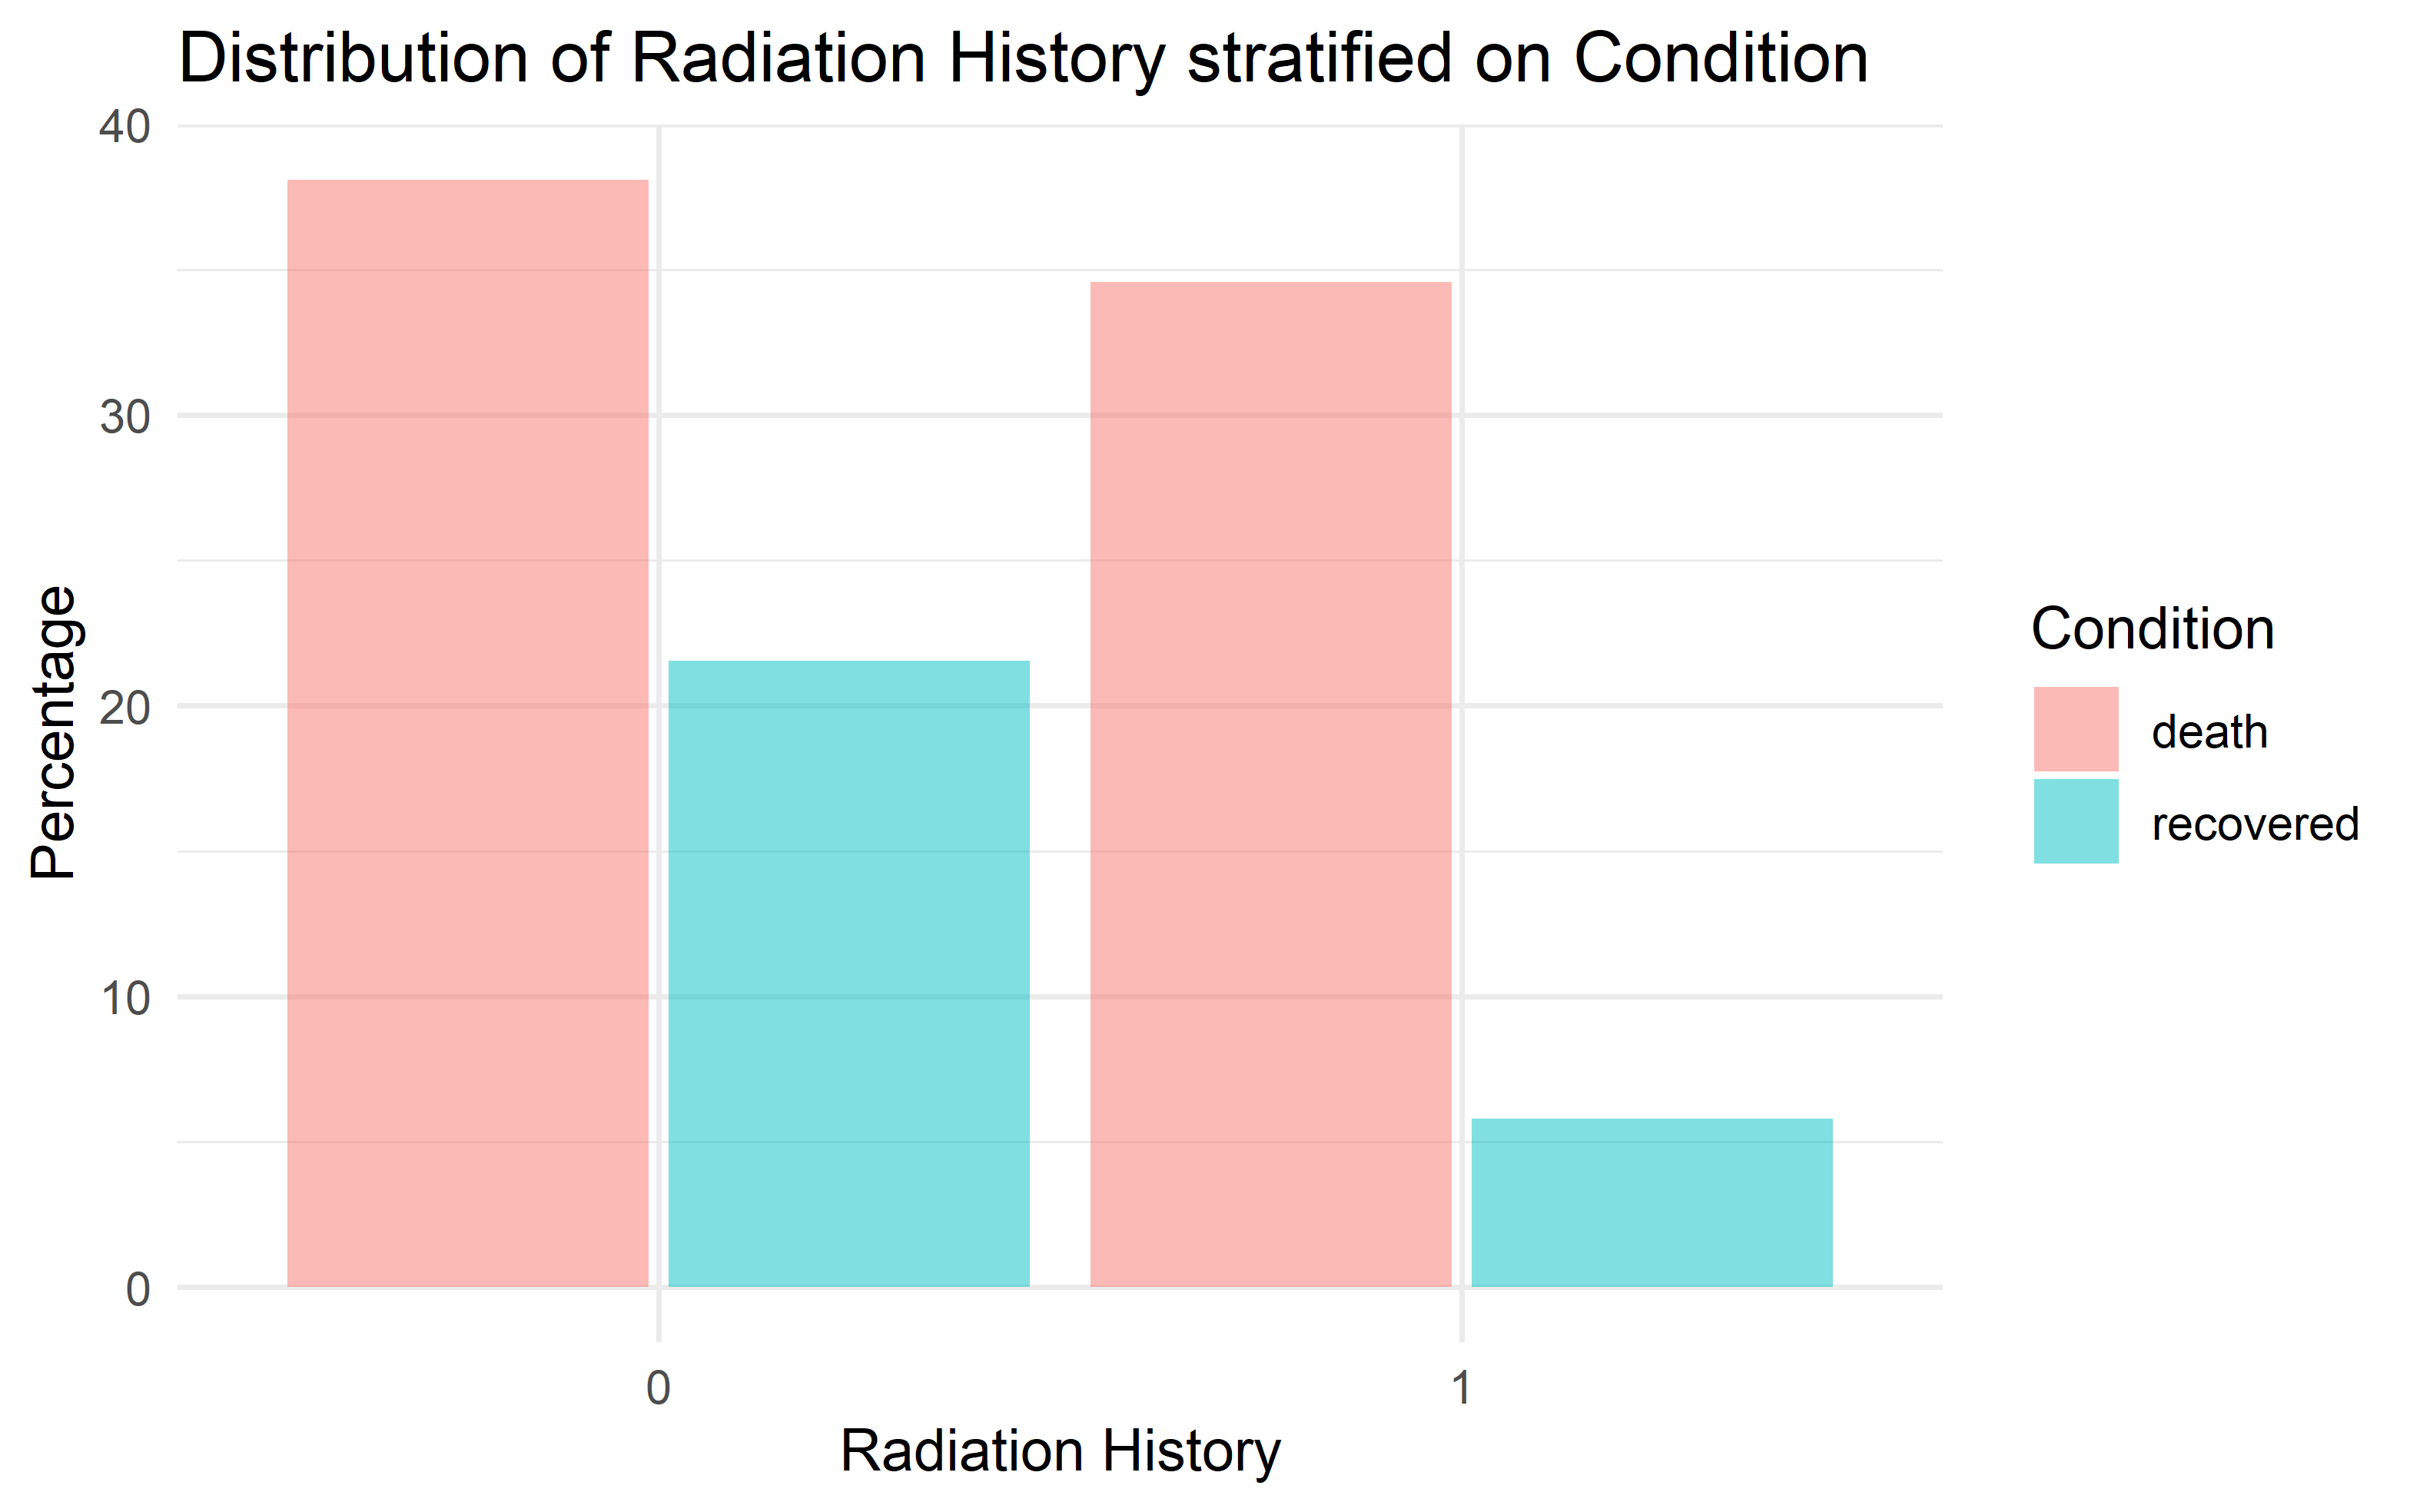 Distribution of Radiation History stratified on Condition
40
30
20
10
0
Percentage
0 1
Radiation History
Condition
death
recovered